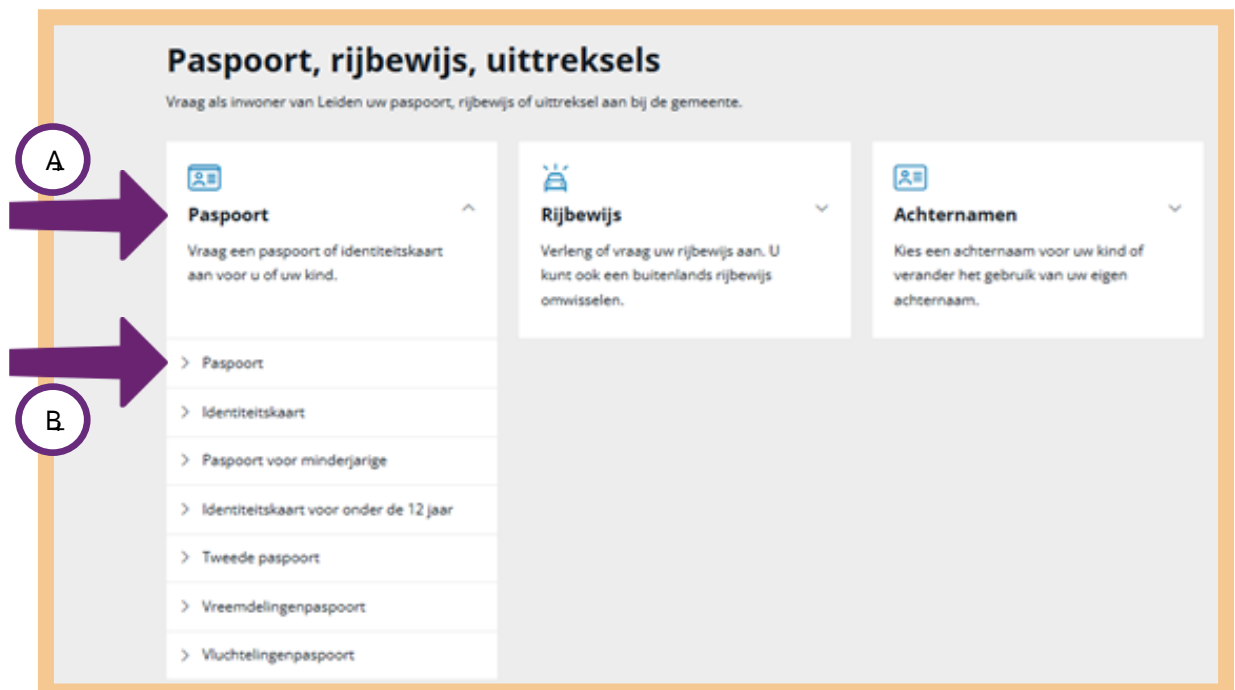 Paspoort, rijbewijs, uittreksels
Vraag als inwoner van Leiden uw paspoort, rijbewijs of uittreksel aan bij de gemeente.
A.
Paspoort
Vraag een paspoort of identiteitskaart
aan voor u of uw kind.
Rijbewijs
Verleng of vraag uw rijbewijs aan. U
kunt ook een buitenlands rijbewijs
omwisselen.
Achternamen
Kies een achternaam voor uw kind of
verander het gebruik van uw eigen
achternaam.
B.
Paspoort
Identiteitskaart
Paspoort voor minderjarige
Identiteitskaart voor onder de 12 jaar
Tweede paspoort
Vreemdelingenpaspoort
Vluchtelingenpaspoort